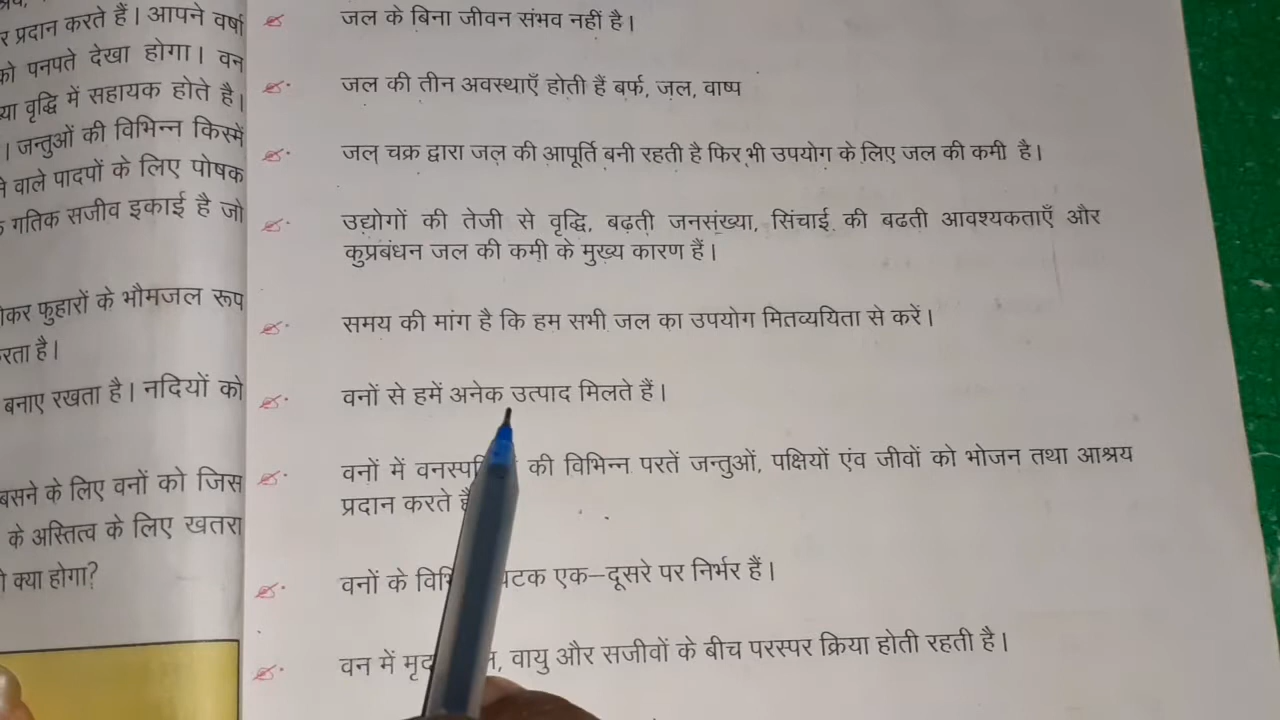 र प्रदान करते हैं। आपने वर्षा
को पनपते देखा होगा। वन
या वृद्धि में सहायक होते है।
। जन्तुओं की विभिन्न किस्में
वाले पादपों के लिए पोषक
गतिक सजीव इकाई है जो
फुहारों के भौमजल रूप
रता है।
बनाए रखता है। नदियों को
बसने के लिए वनों को जिस
के अस्तित्व के लिए खतरा
क्या होगा?
जल के बिना जीवन संभव नहीं है।
जल की तीन अवस्थाएँ होती हैं बर्फ, जल, वाष्प
जल चक्र द्वारा जल की आपूर्ति बनी रहती है फिर भी उपयोग के लिए जल की कमी है।
उद्योगों की तेजी से वृद्धि, बढ़ती जनसंख्या, सिंचाई की बढती आवश्यकताएँ और
कुप्रबंधन जल की कमी के मुख्य कारण हैं।
समय की मांग है कि हम सभी जल का उपयोग मितव्ययिता से करें।
वनों से हमें अनेक उत्पाद मिलते हैं।
वनों में की विभिन्न परतें जन्तुओं, पक्षियों एंव जीवों को भोजन तथा आश्रय
प्रदान करते
वनों के एक–दूसरे पर निर्भर हैं।
वन में वायु और सजीवों के बीच परस्पर क्रिया होती रहती है।